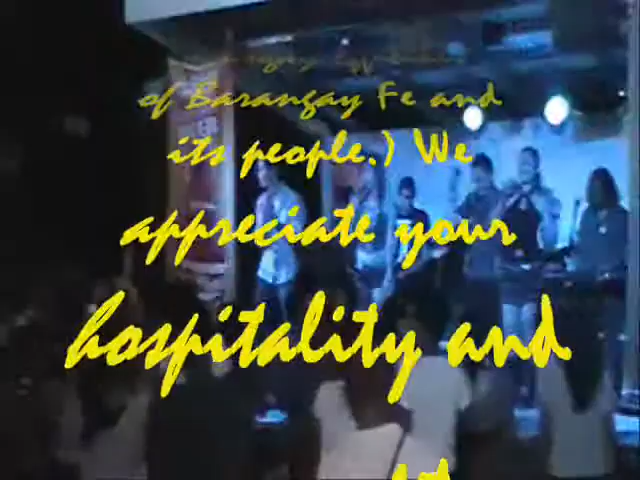 of Barangay Fe and
its people.) We
appreciate your
hospitality and